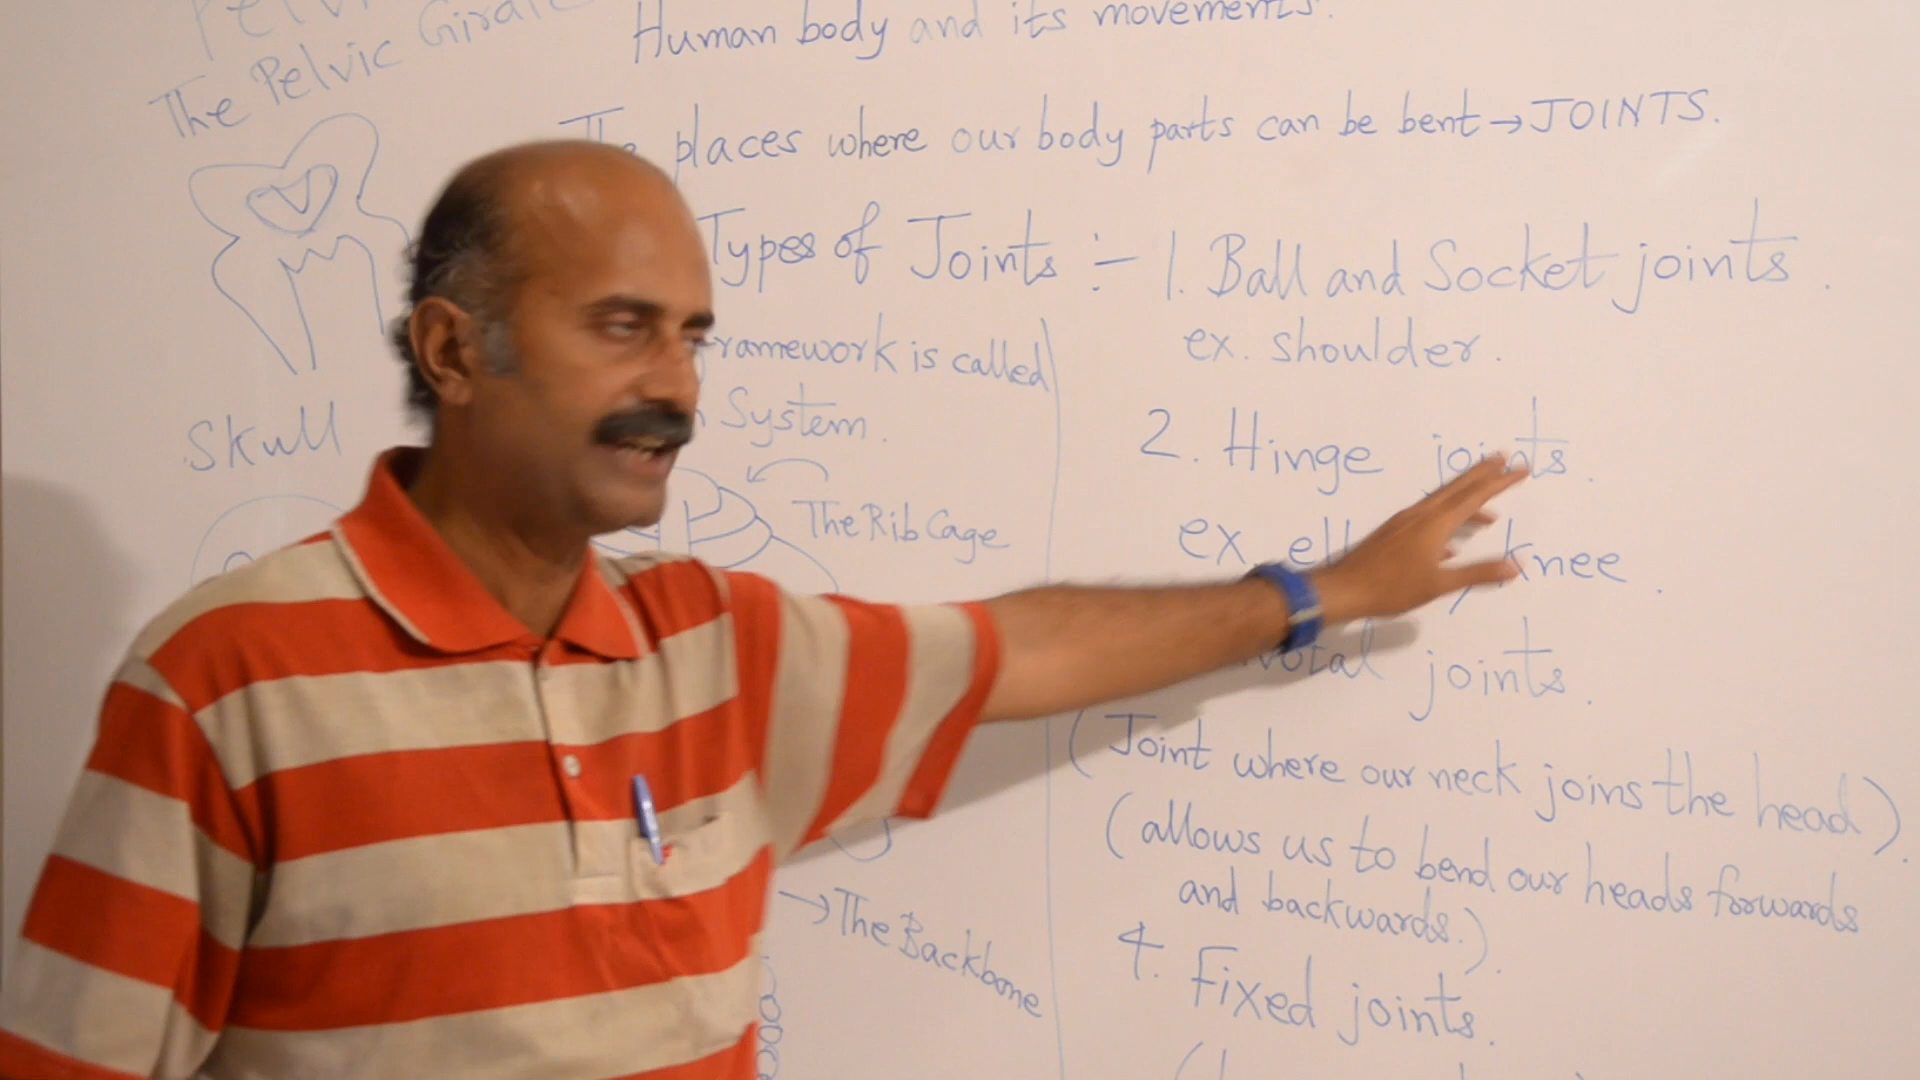 The Pelvic Girdle
Human body and its movements.
places where our body parts can be bent → JOINTS.
Types of Joints :- 1. Ball and Socket joints.
ex. shoulder.
is called
System.
2. Hinge joints.
ex. knee.
joints.
(Joint where our neck joins the head).
(allows us to bend our heads forwards
and backwards.).
4. Fixed joints.
Skull
The Rib Cage
→ The Backbone